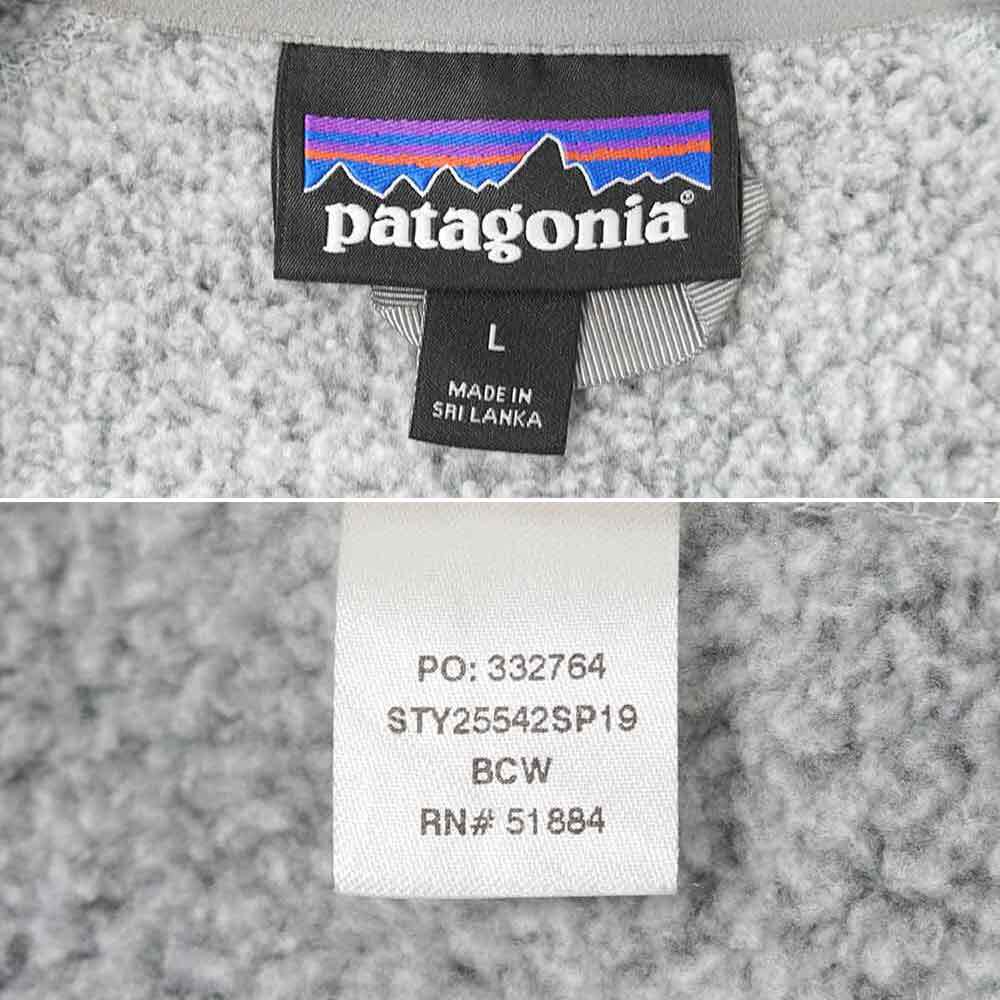 patagonia®
L
MADE IN
SRI LANKA
PO: 332764
STY25542SP19
BCW
RN# 51884